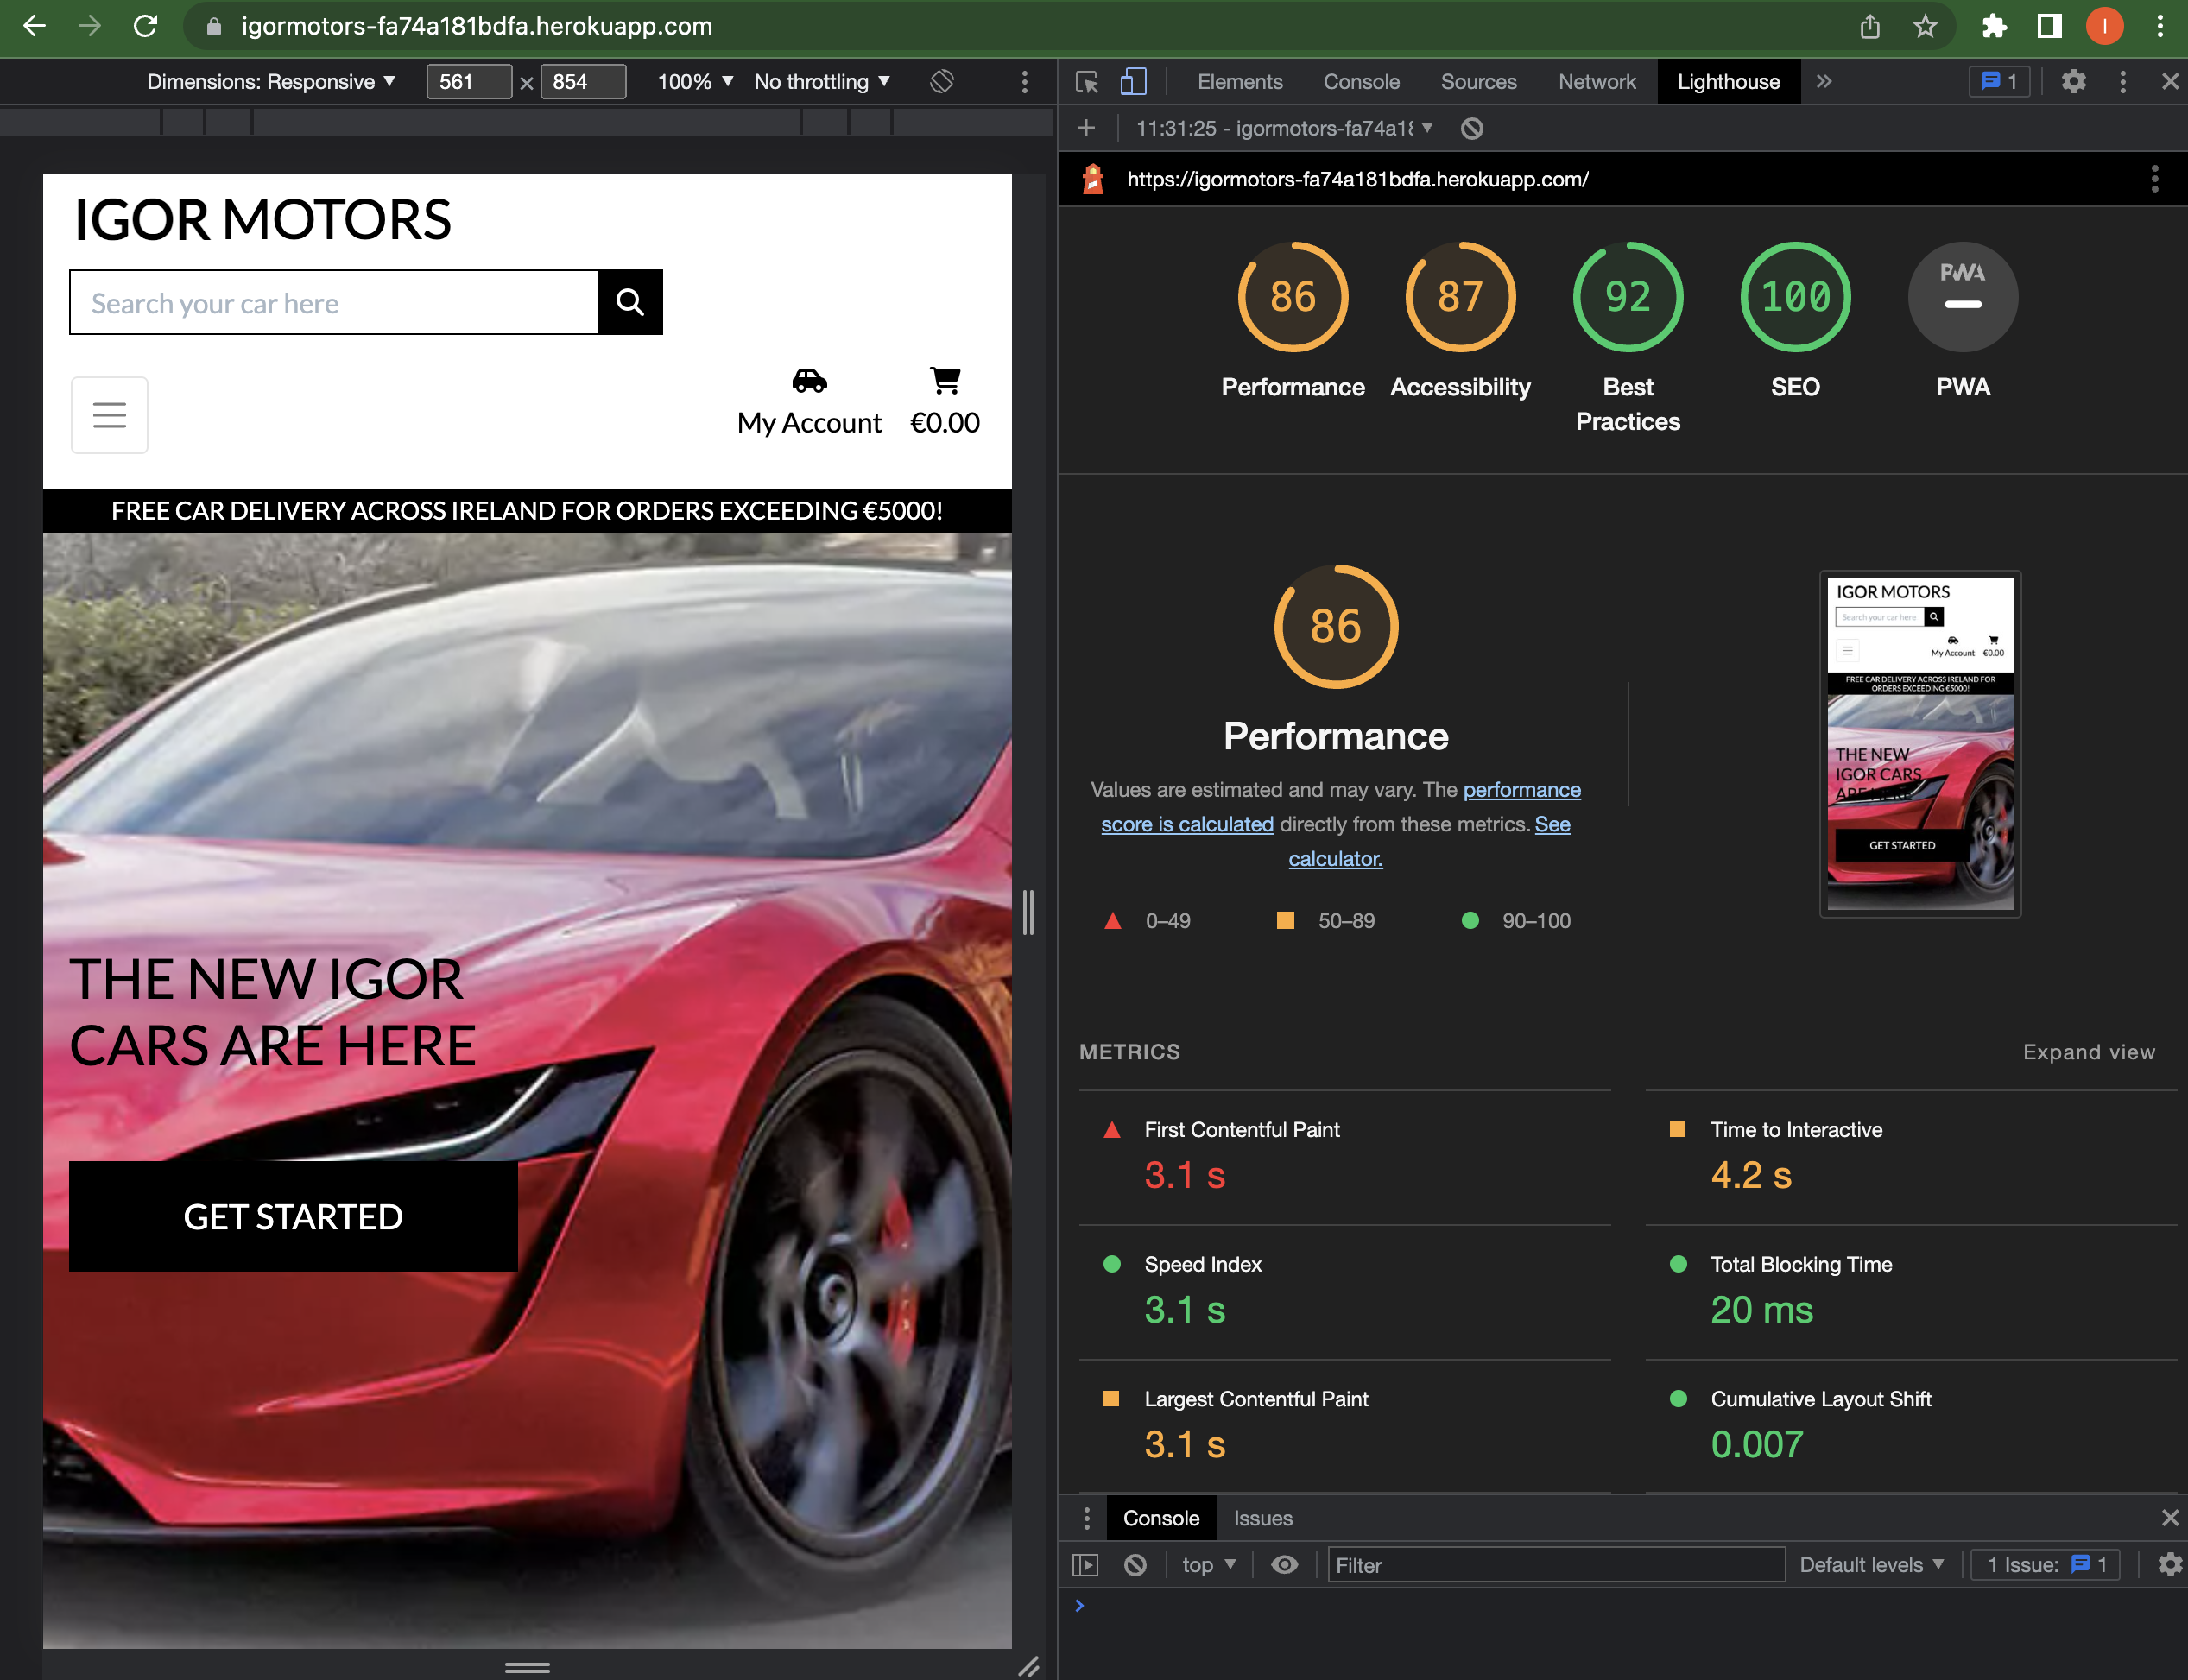 igormotors-fa74a181bdfa.herokuapp.com
I
Dimensions: Responsive
561 × 854
100%
No throttling
Elements
Console
Sources
Network
Lighthouse
1
11:31:25 - igormotors-fa74a18
https://igormotors-fa74a181bdfa.herokuapp.com/
IGOR MOTORS
Search your car here
My Account
€0.00
FREE CAR DELIVERY ACROSS IRELAND FOR ORDERS EXCEEDING €5000!
THE NEW IGOR
CARS ARE HERE
GET STARTED
86
Performance
87
Accessibility
92
Best
Practices
100
SEO
PWA
PWA
86
Performance
Values are estimated and may vary. The performance
score is calculated directly from these metrics. See
calculator.
0–49
50–89
90–100
IGOR MOTORS
Search your car here
My Account
€0.00
FREE CAR DELIVERY ACROSS IRELAND FOR
ORDERS EXCEEDING €5000!
THE NEW
IGOR CARS
ARE HERE
GET STARTED
METRICS
Expand view
First Contentful Paint
3.1 s
Time to Interactive
4.2 s
Speed Index
3.1 s
Total Blocking Time
20 ms
Largest Contentful Paint
3.1 s
Cumulative Layout Shift
0.007
Console
Issues
top
Filter
Default levels
1 Issue:
1